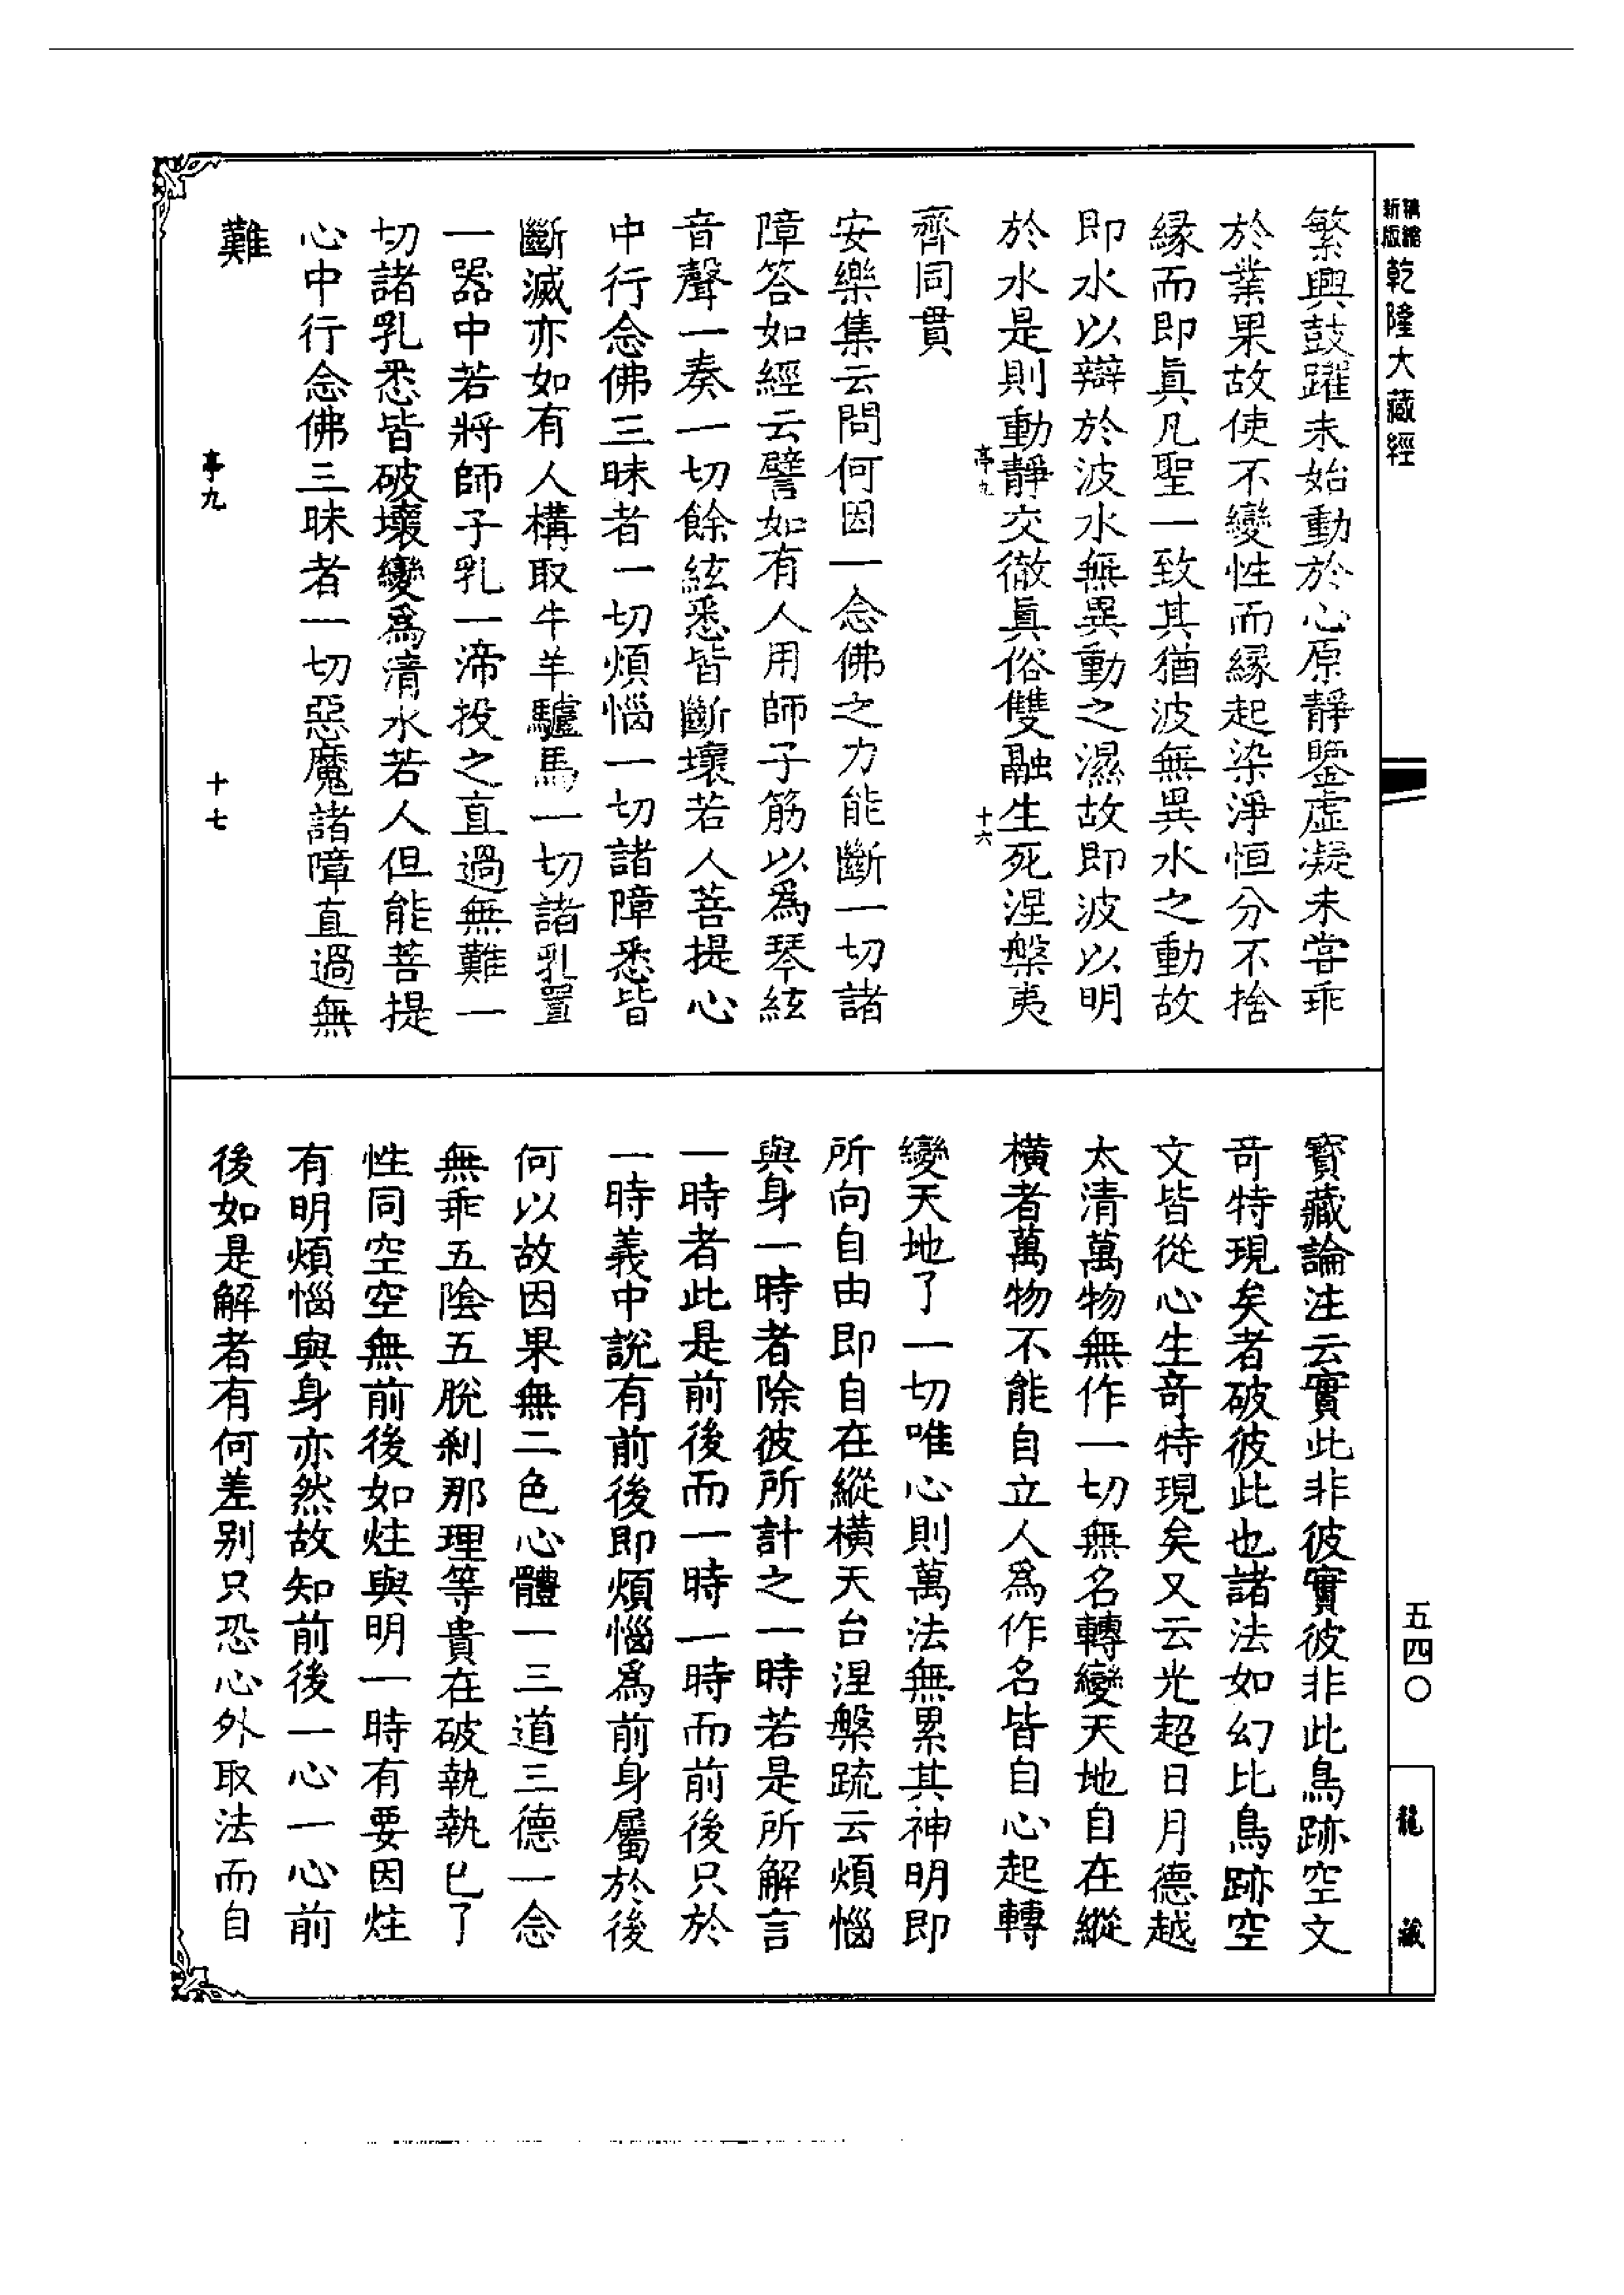 新版精縮
乾隆大藏經
五四〇
龍藏
繁興鼓躍未始動於心原靜鑒虛凝未嘗乖
於業果故使不變性而緣起染淨恒分不捨
緣而即眞凡聖一致其猶波無異水之動故
即水以辯於波水無異動之濕故即波以明
於水是則動靜交徹眞俗雙融生死涅槃夷
亭九
十六
齊同貫
安樂集云問何因一念佛之力能斷一切諸
障答如經云譬如有人用師子筋以爲琴絃
音聲一奏一切餘絃悉皆斷壞若人菩提心
中行念佛三昧者一切煩惱一切諸障悉皆
斷滅亦如有人構取牛羊驢馬一切諸乳置
一器中若將師子乳一渧投之直過無難一
切諸乳悉皆破壞變爲清水若人但能菩提
心中行念佛三昧者一切惡魔諸障直過無
難
亭九
十七
寶藏論注云實此非彼實彼非此鳥跡空文
奇特現矣者破彼此也諸法如幻比鳥跡空
文皆從心生奇特現矣又云光超日月德越
太清萬物無作一切無名轉變天地自在縱
橫者萬物不能自立人爲作名皆自心起轉
變天地了一切唯心則萬法無累其神明即
所向自由即自在縱橫天台涅槃疏云煩惱
與身一時者除彼所計之一時若是所解言
一時者此是前後而一時一時而前後只於
一時義中說有前後即煩惱爲前身屬於後
何以故因果無二色心體一三道三德一念
無乖五陰五脫剎那理等貴在破執執已了
性同空空無前後如炷與明一時有要因炷
有明煩惱與身亦然故知前後一心一心前
後如是解者有何差別只恐心外取法而自